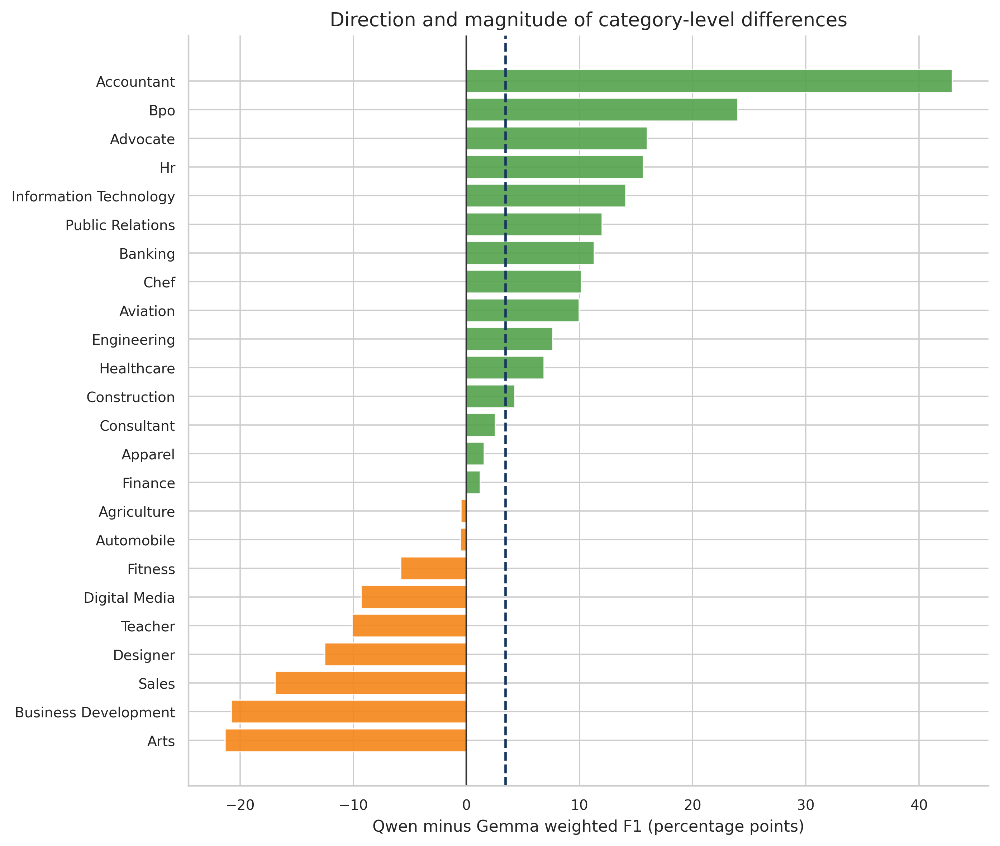 Direction and magnitude of category-level differences
Accountant
Bpo
Advocate
Hr
Information Technology
Public Relations
Banking
Chef
Aviation
Engineering
Healthcare
Construction
Consultant
Apparel
Finance
Agriculture
Automobile
Fitness
Digital Media
Teacher
Designer
Sales
Business Development
Arts
−20 −10 0 10 20 30 40
Qwen minus Gemma weighted F1 (percentage points)